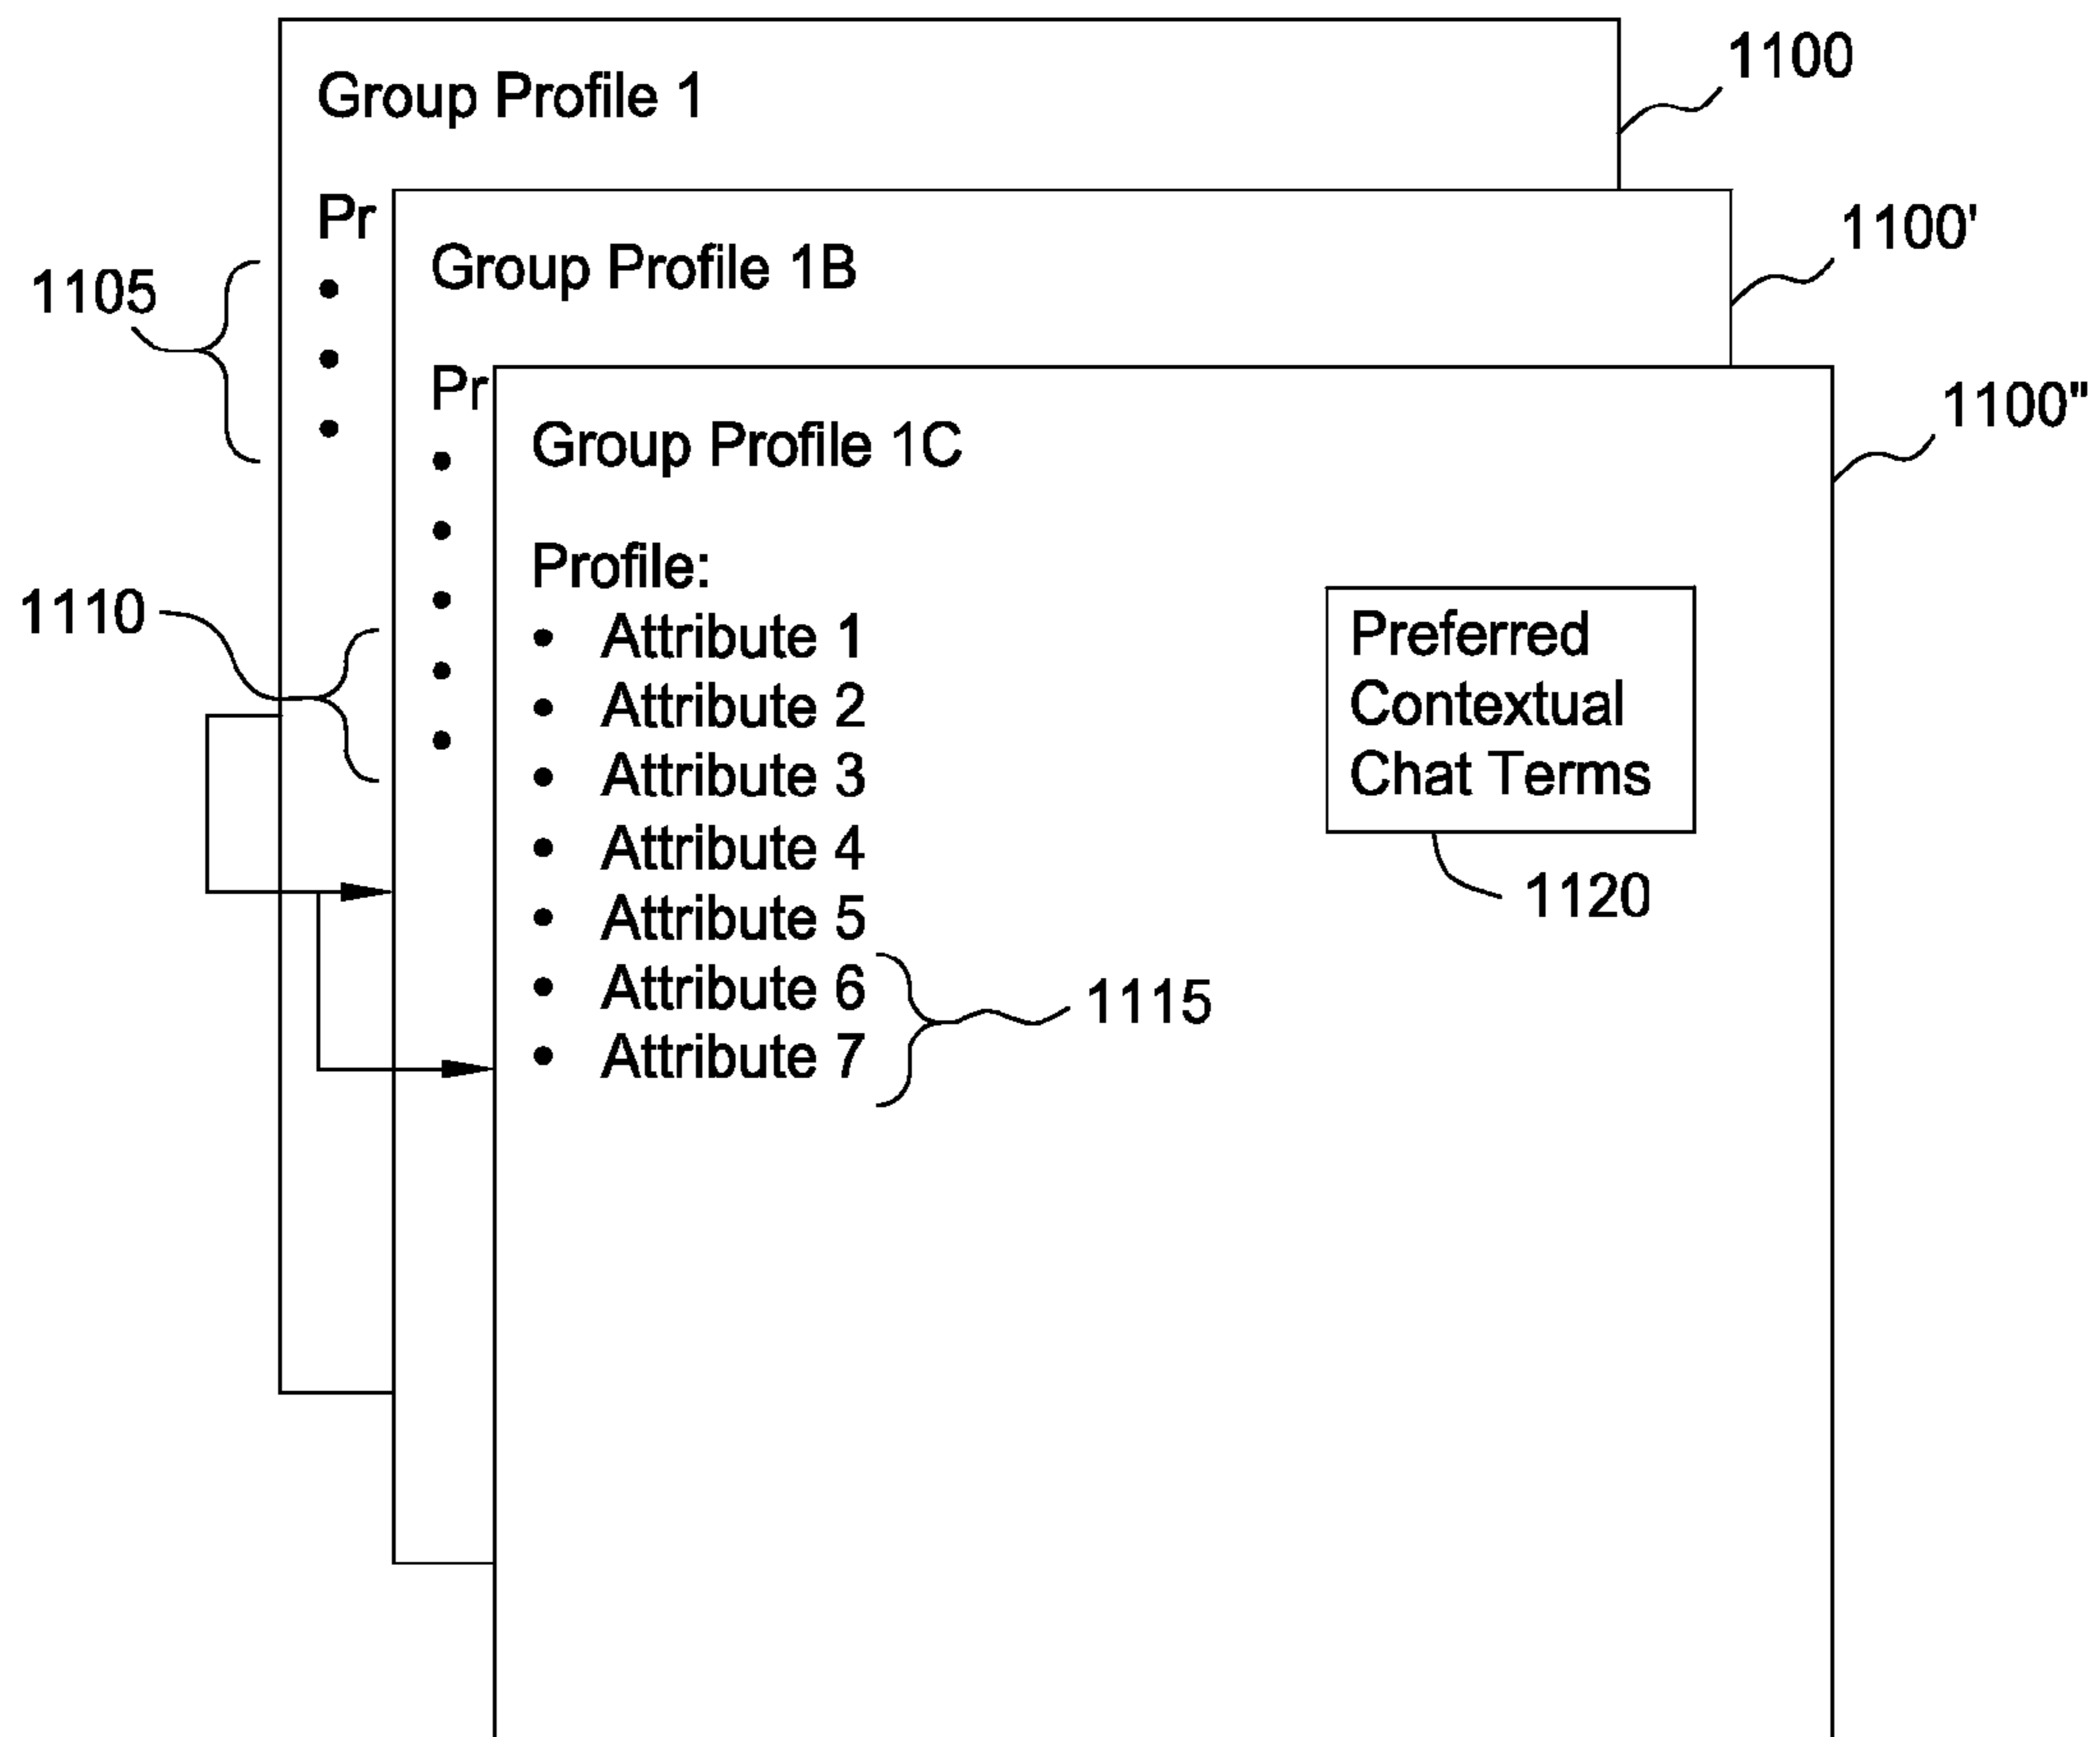 Group Profile 1
1100
Pr
1105
Group Profile 1B
1100'
Pr
1110
Group Profile 1C
1100"
Profile:
• Attribute 1
• Attribute 2
• Attribute 3
• Attribute 4
• Attribute 5
• Attribute 6
• Attribute 7
1115
Preferred
Contextual
Chat Terms
1120